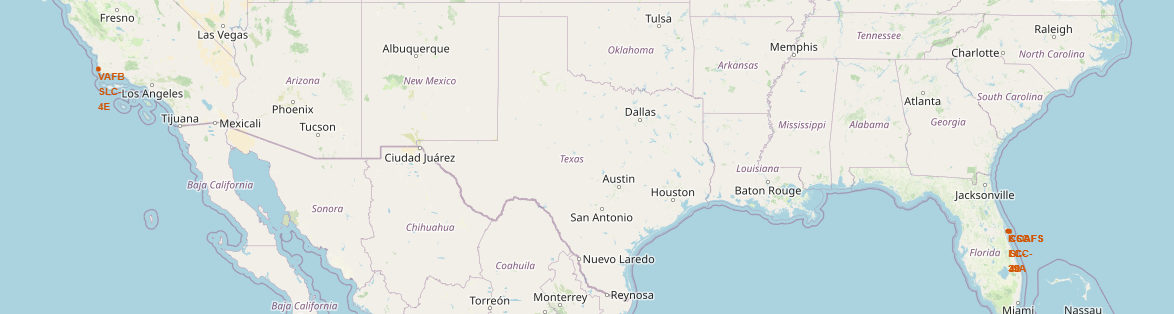 Fresno
Las Vegas
Tulsa
Raleigh
Albuquerque
Oklahoma
Memphis
Tennessee
Charlotte
North Carolina
VAFB
SLC-
4E
Los Angeles
Arizona
New Mexico
Arkansas
Phoenix
Atlanta
South Carolina
Tijuana
Mexicali
Tucson
Dallas
Mississippi
Alabama
Georgia
Ciudad Juárez
Texas
Louisiana
Baja California
Austin
Houston
Baton Rouge
Jacksonville
Sonora
San Antonio
Chihuahua
Florida
Coahuila
Nuevo Laredo
Baja California
Torreón
Monterrey
Reynosa
Miami
Nassau